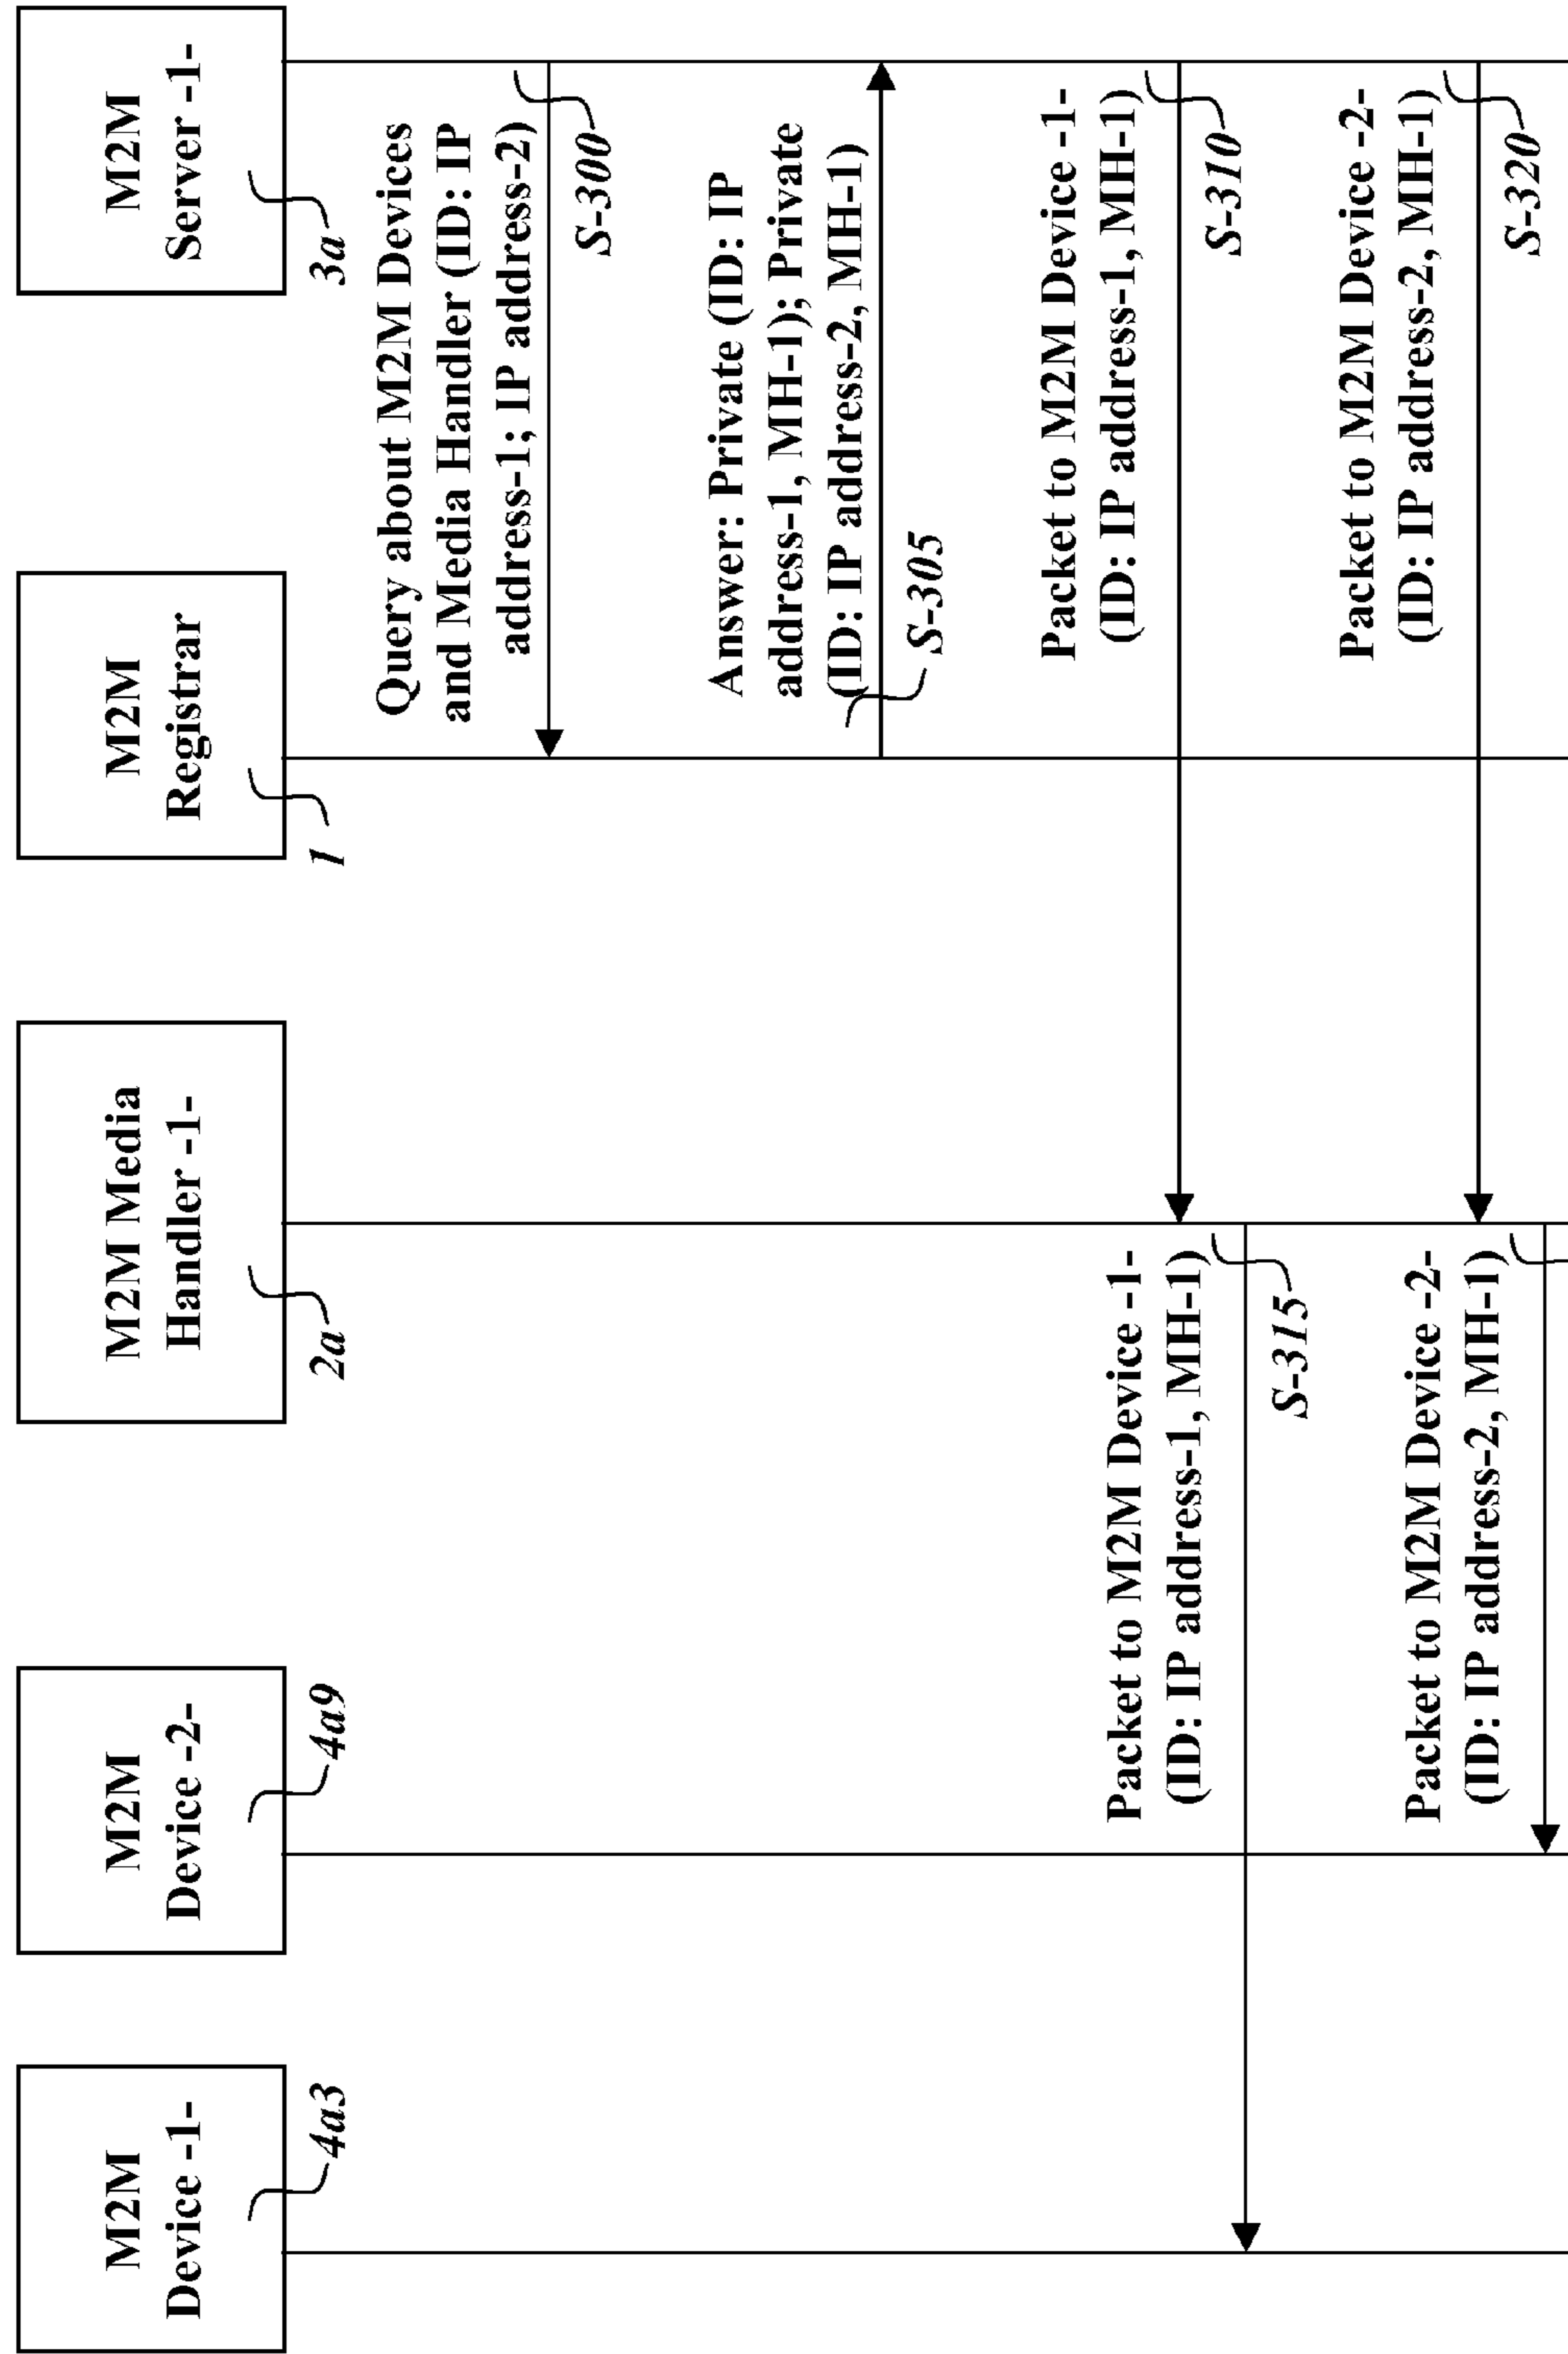 M2M
Device -1-
4a3
M2M
Device -2-
4a9
M2M Media
Handler -1-
2a
M2M
Registrar
1
M2M
Server -1-
3a
Query about M2M Devices
and Media Handler (ID: IP
address-1; IP address-2)
S-300
Answer: Private (ID: IP
address-1, MH-1); Private
(ID: IP address-2, MH-1)
S-305
Packet to M2M Device -1-
(ID: IP address-1, MH-1)
S-310
Packet to M2M Device -1-
(ID: IP address-1, MH-1)
S-315
Packet to M2M Device -2-
(ID: IP address-2, MH-1)
S-320
Packet to M2M Device -2-
(ID: IP address-2, MH-1)